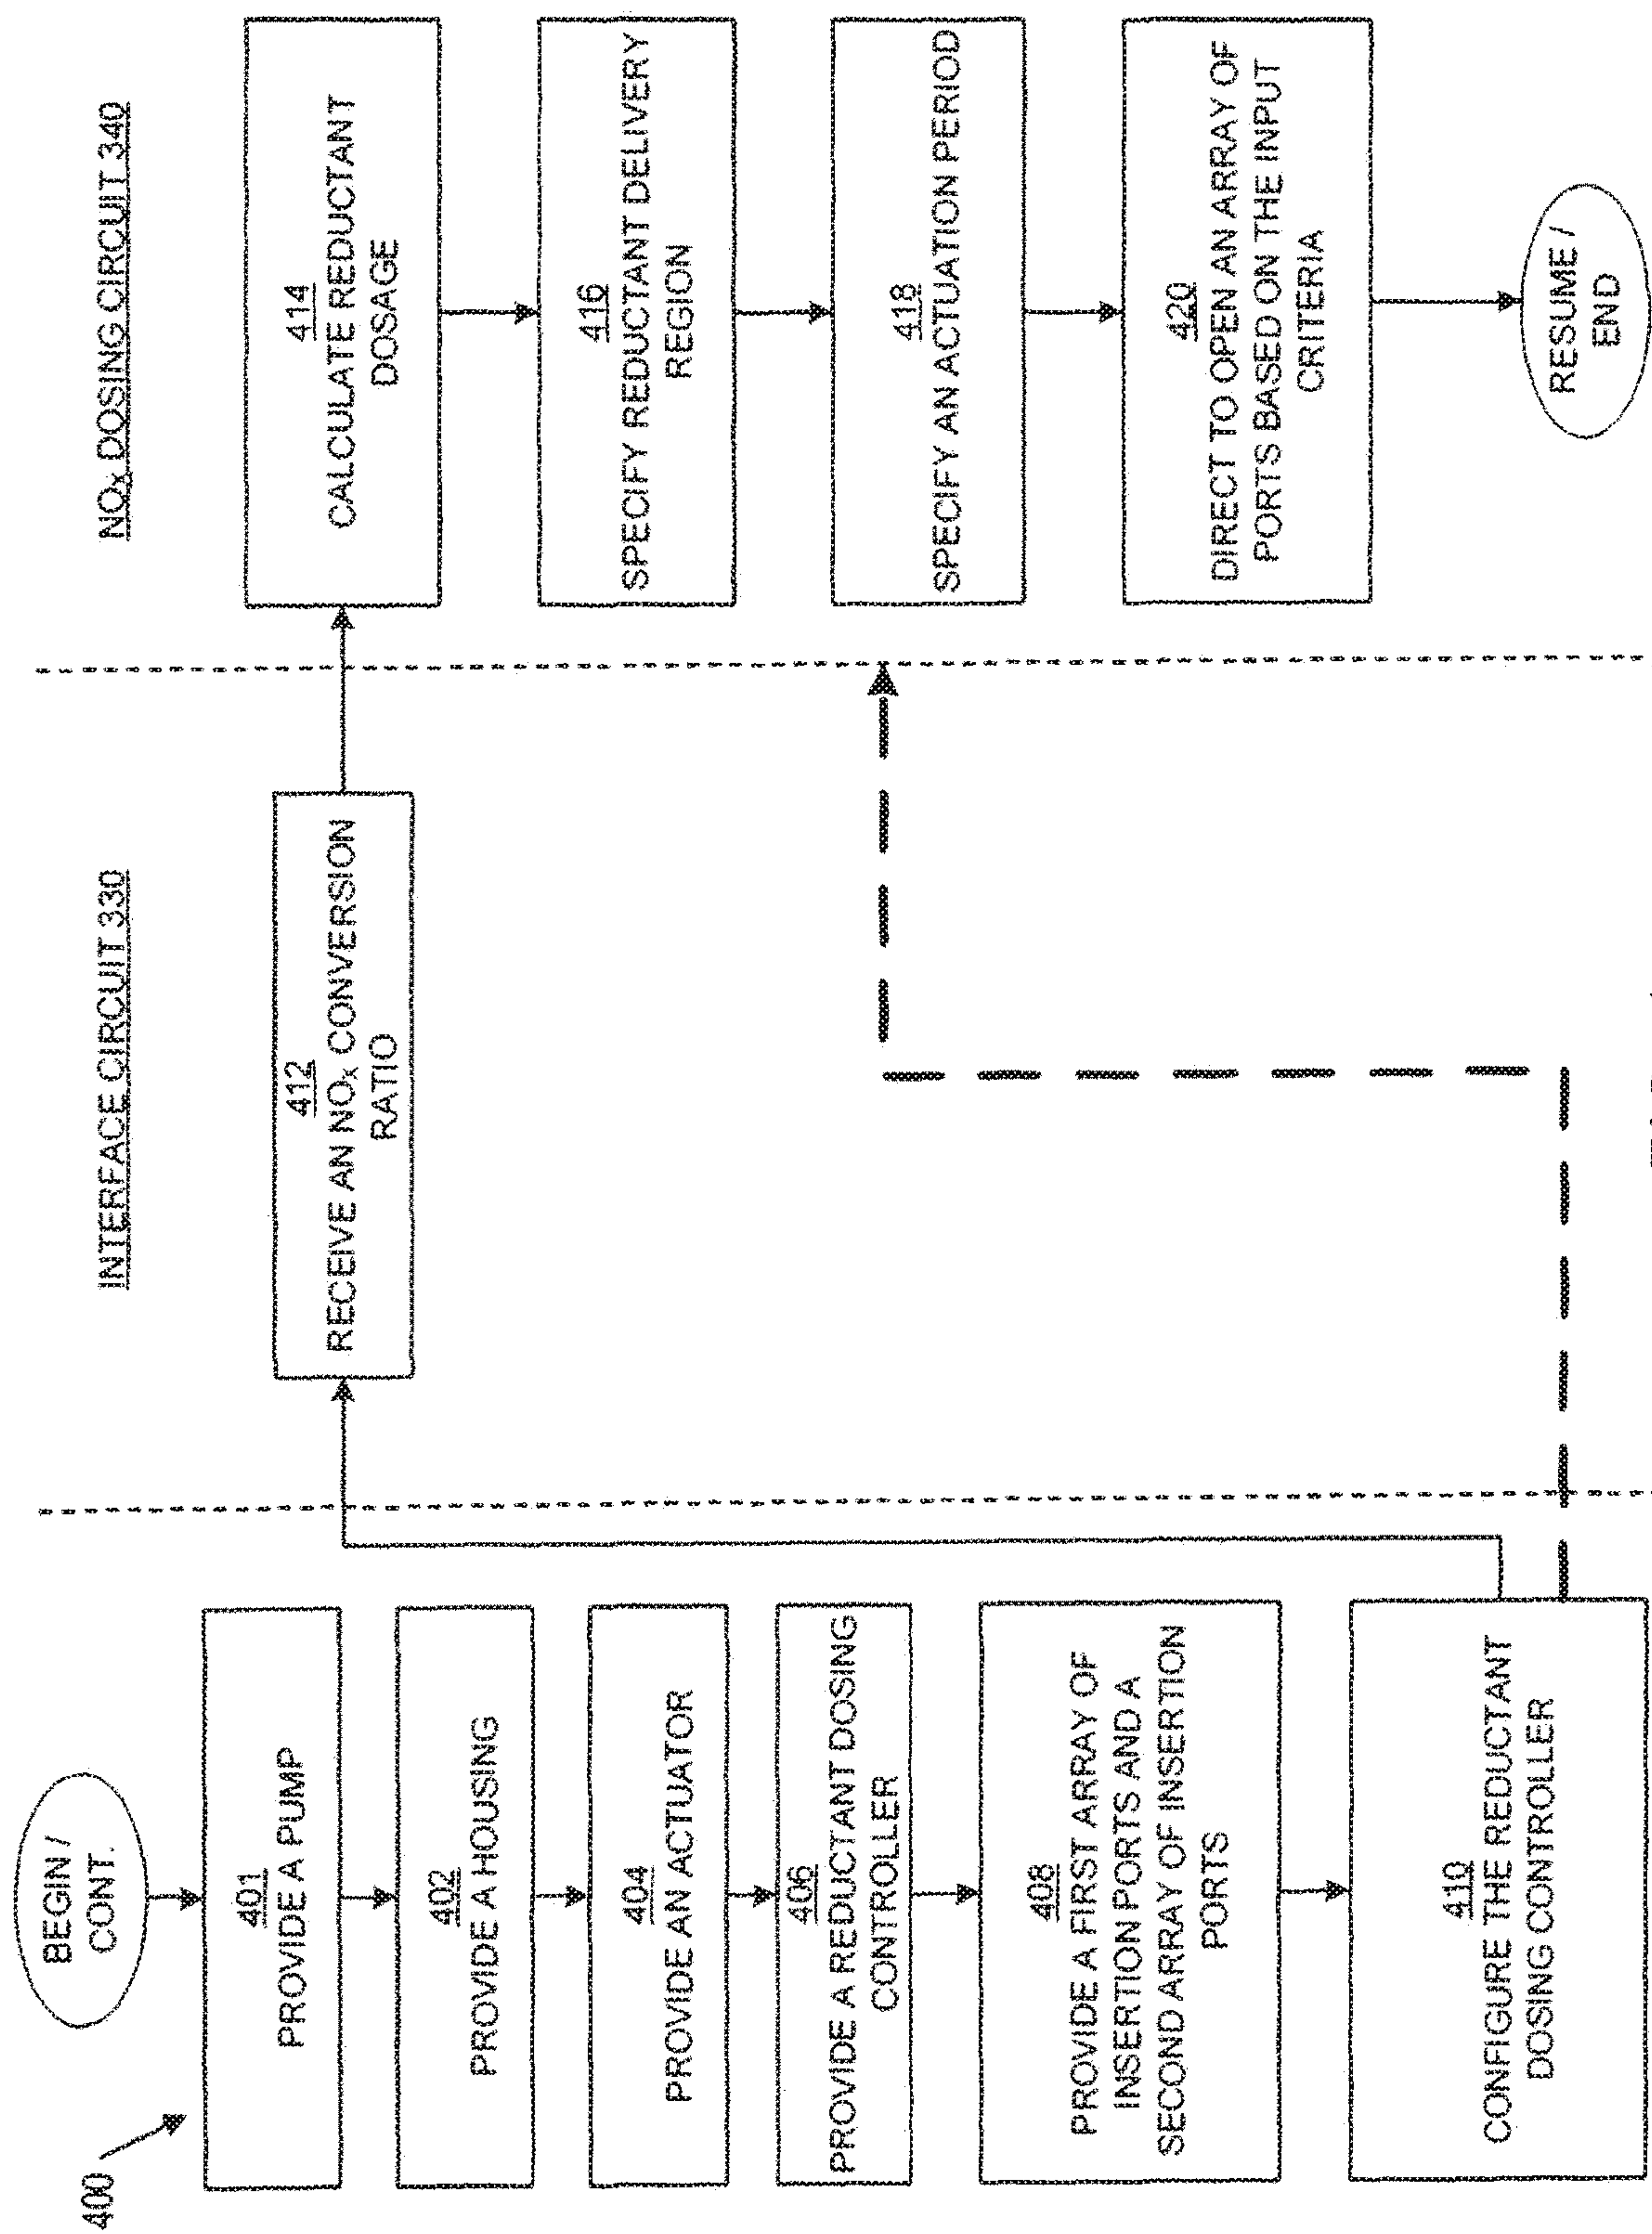 400
BEGIN /
CONT.
401
PROVIDE A PUMP
402
PROVIDE A HOUSING
404
PROVIDE AN ACTUATOR
406
PROVIDE A REDUCTANT DOSING
CONTROLLER
408
PROVIDE A FIRST ARRAY OF
INSERTION PORTS AND A
SECOND ARRAY OF INSERTION
PORTS
410
CONFIGURE THE REDUCTANT
DOSING CONTROLLER
INTERFACE CIRCUIT 330
412
RECEIVE AN NOx CONVERSION
RATIO
NOx DOSING CIRCUIT 340
414
CALCULATE REDUCTANT
DOSAGE
416
SPECIFY REDUCTANT DELIVERY
REGION
418
SPECIFY AN ACTUATION PERIOD
420
DIRECT TO OPEN AN ARRAY OF
PORTS BASED ON THE INPUT
CRITERIA
RESUME /
END